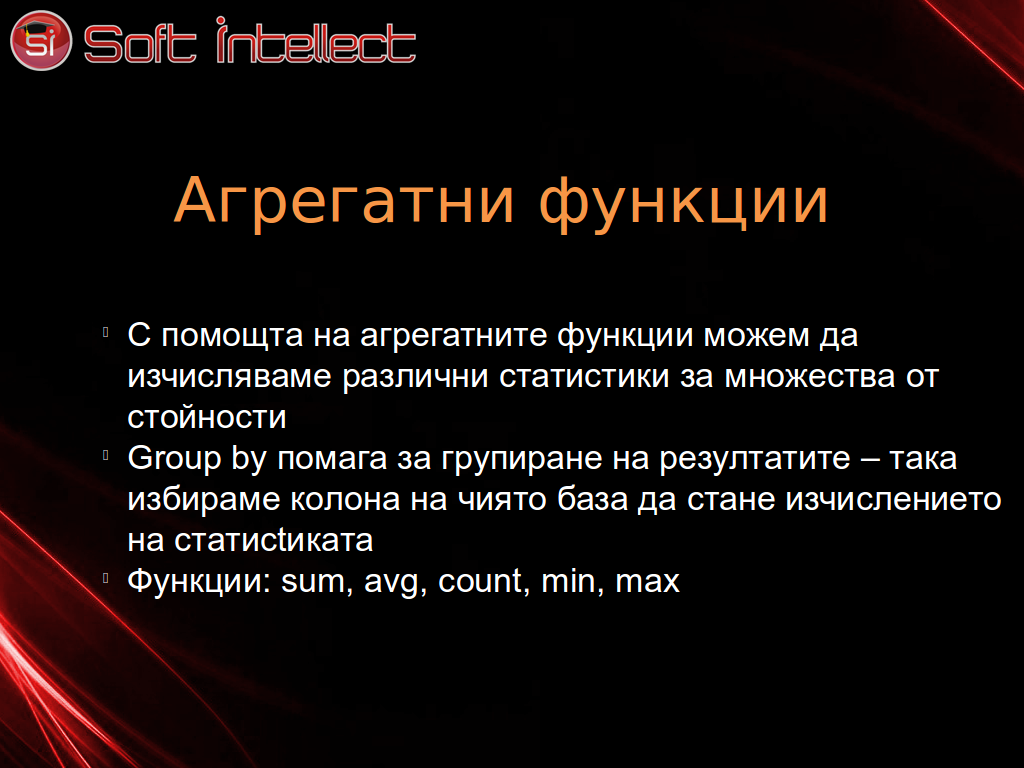 Si Soft Intellect
Агрегатни функции
С помощта на агрегатните функции можем да
изчисляваме различни статистики за множества от
стойности
Group by помага за групиране на резултатите – така
избираме колона на чиято база да стане изчислението
на статисtиката
Функции: sum, avg, count, min, max